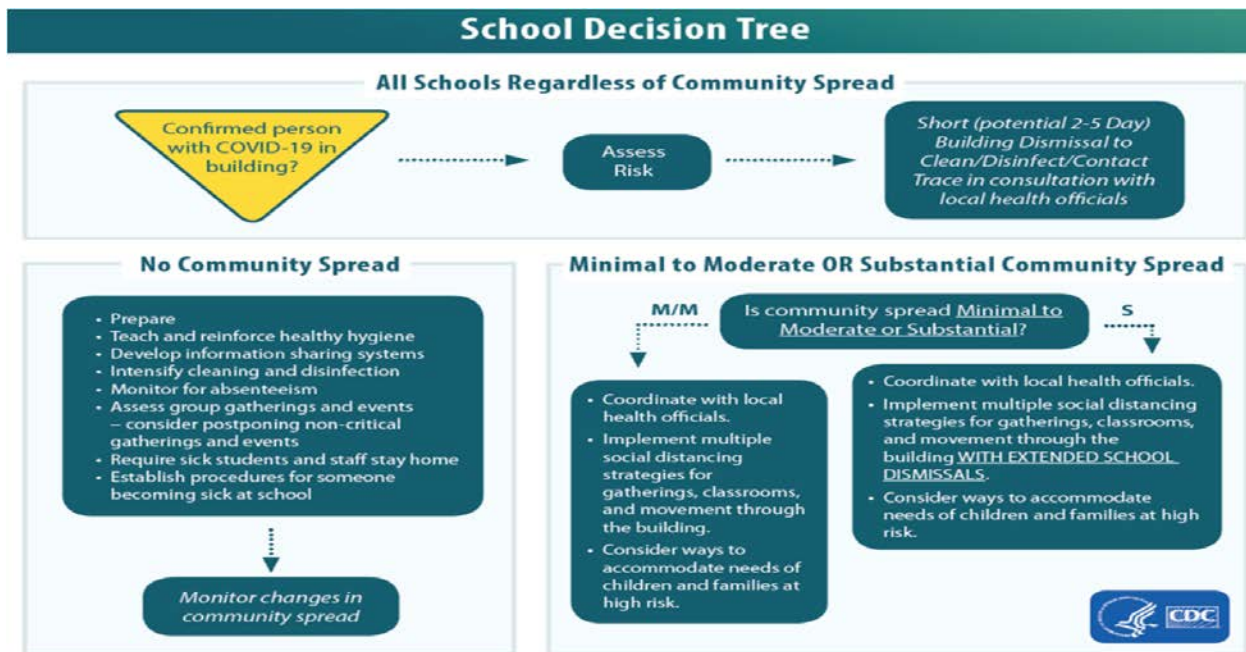 School Decision Tree
All Schools Regardless of Community Spread
Confirmed person
with COVID-19 in
building?
Assess
Risk
Short (potential 2-5 Day)
Building Dismissal to
Clean/Disinfect/Contact
Trace in consultation with
local health officials
No Community Spread
• Prepare
• Teach and reinforce healthy hygiene
• Develop information sharing systems
• Intensify cleaning and disinfection
• Monitor for absenteeism
• Assess group gatherings and events
– consider postponing non-critical
gatherings and events
• Require sick students and staff stay home
• Establish procedures for someone
becoming sick at school
Monitor changes in
community spread
Minimal to Moderate OR Substantial Community Spread
M/M
Is community spread Minimal to
Moderate or Substantial?
S
• Coordinate with local
health officials.
• Implement multiple
social distancing
strategies for
gatherings, classrooms,
and movement through
the building.
• Consider ways to
accommodate needs of
children and families at
high risk.
• Coordinate with local health officials.
• Implement multiple social distancing
strategies for gatherings, classrooms,
and movement through the
building WITH EXTENDED SCHOOL
DISMISSALS.
• Consider ways to accommodate
needs of children and families at high
risk.
CDC